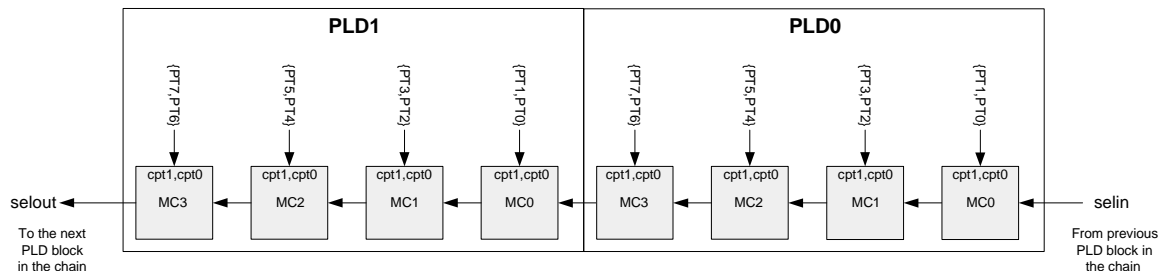 PLD1
PLD0
{PT7,PT6}
{PT5,PT4}
{PT3,PT2}
{PT1,PT0}
{PT7,PT6}
{PT5,PT4}
{PT3,PT2}
{PT1,PT0}
cpt1,cpt0
cpt1,cpt0
cpt1,cpt0
cpt1,cpt0
cpt1,cpt0
cpt1,cpt0
cpt1,cpt0
cpt1,cpt0
selout
MC3
MC2
MC1
MC0
MC3
MC2
MC1
MC0
selin
To the next
PLD block
in the chain
From previous
PLD block in
the chain